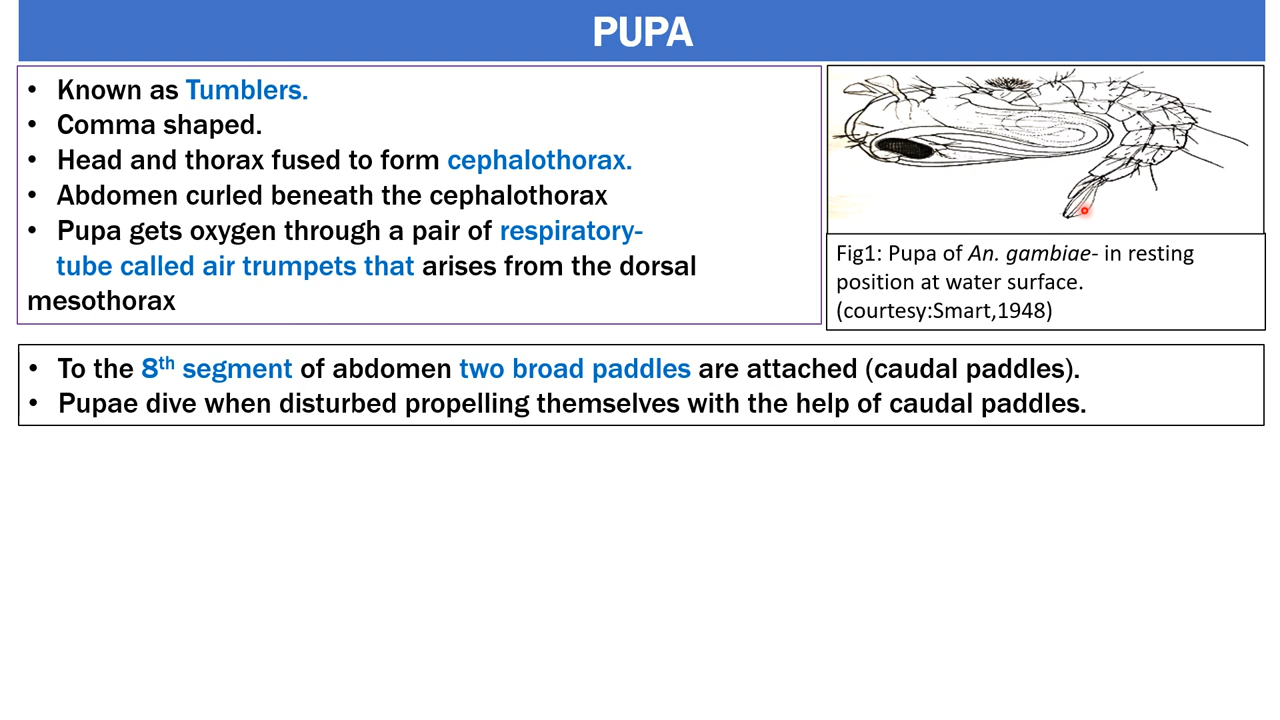 PUPA
• Known as Tumblers.
• Comma shaped.
• Head and thorax fused to form cephalothorax.
• Abdomen curled beneath the cephalothorax
• Pupa gets oxygen through a pair of respiratory-
tube called air trumpets that arises from the dorsal
mesothorax
Fig1: Pupa of An. gambiae- in resting
position at water surface.
(courtesy:Smart,1948)
• To the 8th segment of abdomen two broad paddles are attached (caudal paddles).
• Pupae dive when disturbed propelling themselves with the help of caudal paddles.